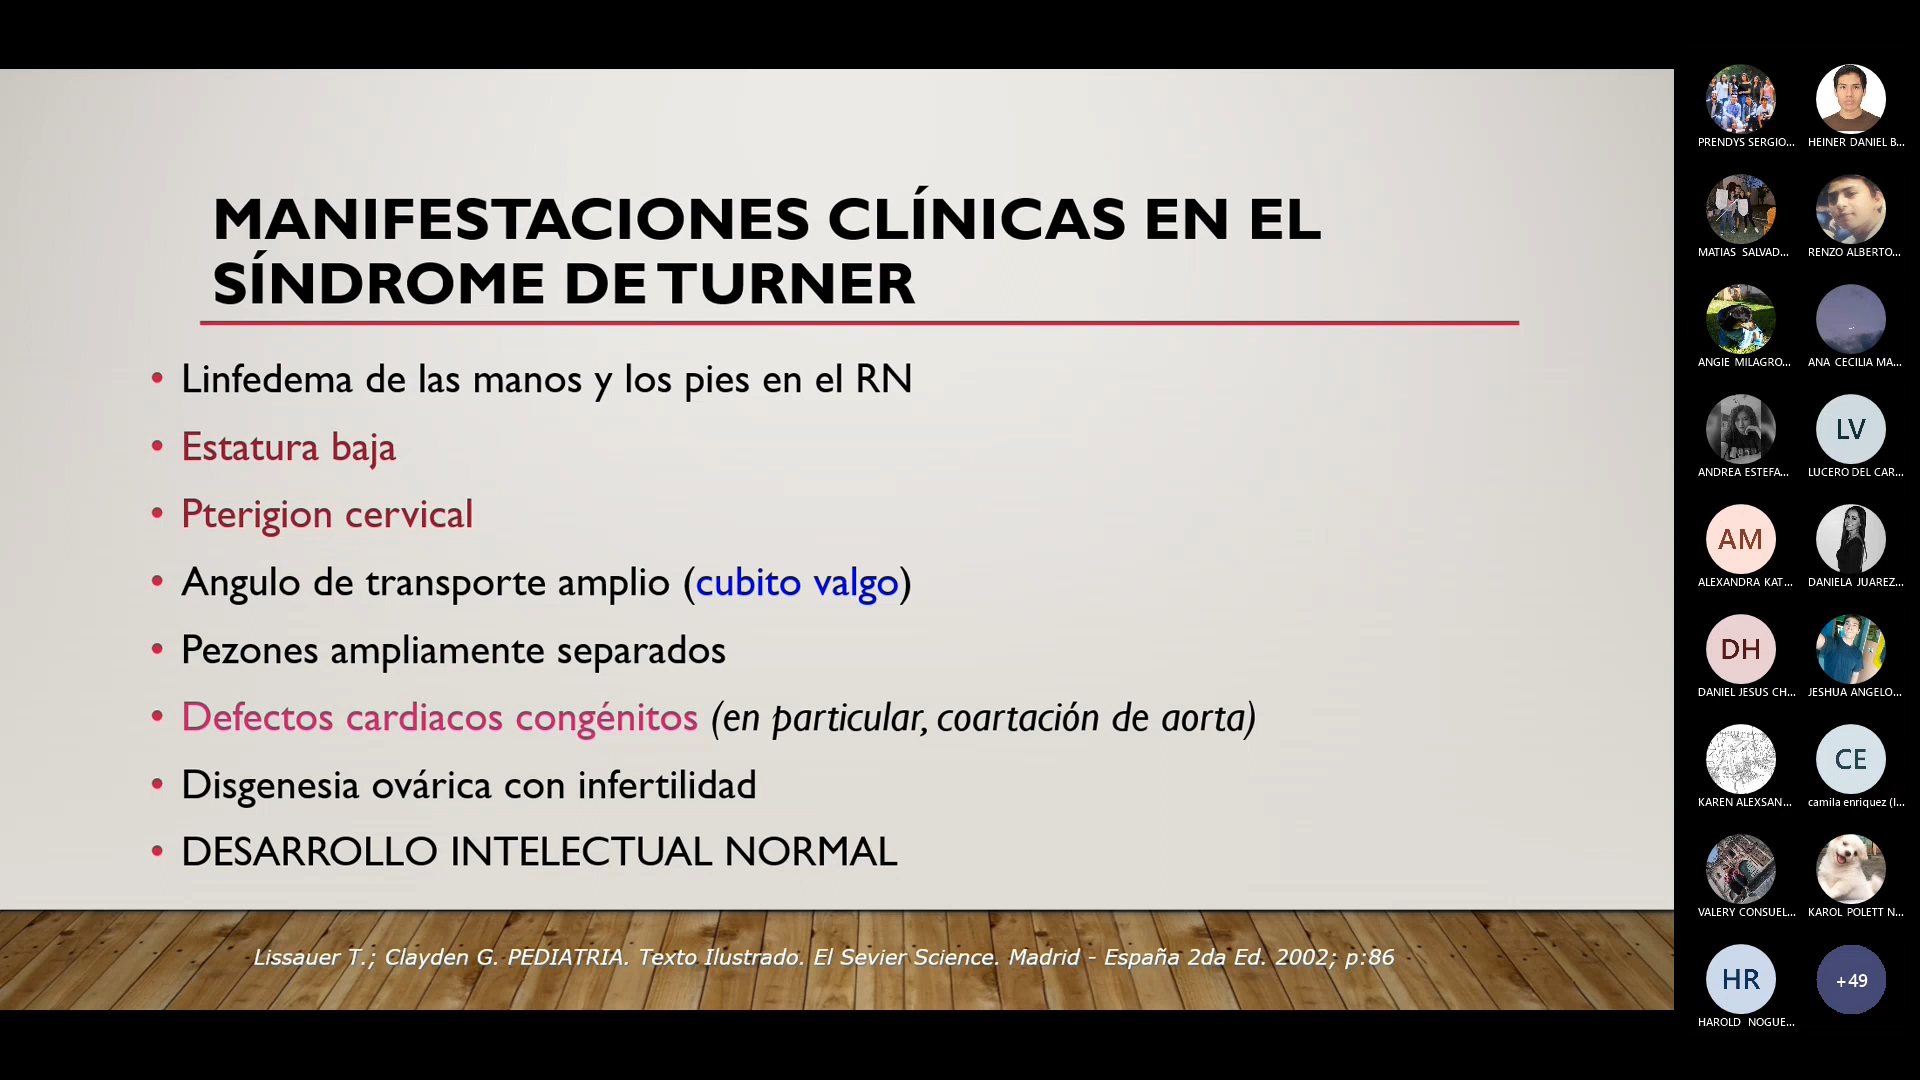 MANIFESTACIONES CLÍNICAS EN EL
SÍNDROME DE TURNER
• Linfedema de las manos y los pies en el RN
• Estatura baja
• Pterigion cervical
• Angulo de transporte amplio (cubito valgo)
• Pezones ampliamente separados
• Defectos cardiacos congénitos (en particular, coartación de aorta)
• Disgenesia ovárica con infertilidad
• DESARROLLO INTELECTUAL NORMAL
Lissauer T.; Clayden G. PEDIATRIA. Texto Ilustrado. El Sevier Science. Madrid - España 2da Ed. 2002; p:86
PRENDYS SERGIO...
HEINER DANIEL B...
MATIAS SALVAD...
RENZO ALBERTO...
ANGIE MILAGRO...
ANA CECILIA MA...
ANDREA ESTEFA...
LV
LUCERO DEL CAR...
AM
ALEXANDRA KAT...
DANIELA JUAREZ...
DH
DANIEL JESUS CH...
JESHUA ANGELO...
KAREN ALEXSAN...
CE
camila enriquez (I...
VALERY CONSUEL...
KAROL POLETT N...
HR
HAROLD NOGUE...
+49